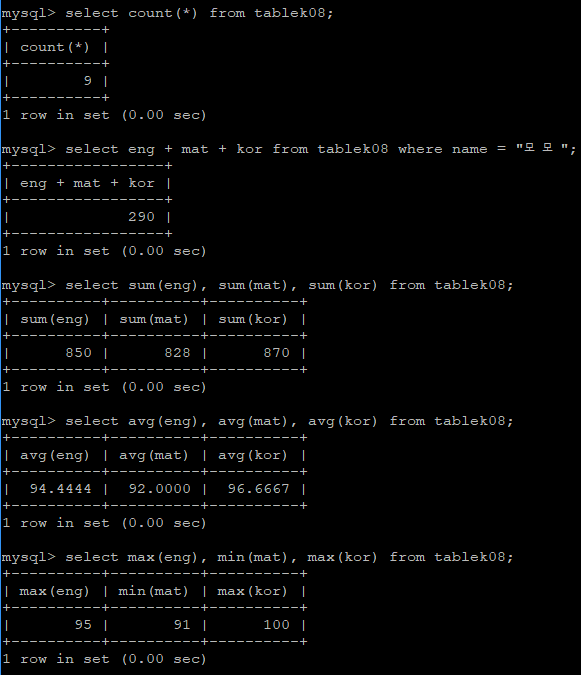 mysql> select count(*) from tablek08;
+----------+
| count(*) |
+----------+
|        9 |
+----------+
1 row in set (0.00 sec)
mysql> select eng + mat + kor from tablek08 where name = "모모";
+-----------------+
| eng + mat + kor |
+-----------------+
|             290 |
+-----------------+
1 row in set (0.00 sec)
mysql> select sum(eng), sum(mat), sum(kor) from tablek08;
+----------+----------+----------+
| sum(eng) | sum(mat) | sum(kor) |
+----------+----------+----------+
|      850 |      828 |      870 |
+----------+----------+----------+
1 row in set (0.00 sec)
mysql> select avg(eng), avg(mat), avg(kor) from tablek08;
+----------+----------+----------+
| avg(eng) | avg(mat) | avg(kor) |
+----------+----------+----------+
|  94.4444 |  92.0000 |  96.6667 |
+----------+----------+----------+
1 row in set (0.00 sec)
mysql> select max(eng), min(mat), max(kor) from tablek08;
+----------+----------+----------+
| max(eng) | min(mat) | max(kor) |
+----------+----------+----------+
|       95 |       91 |      100 |
+----------+----------+----------+
1 row in set (0.00 sec)